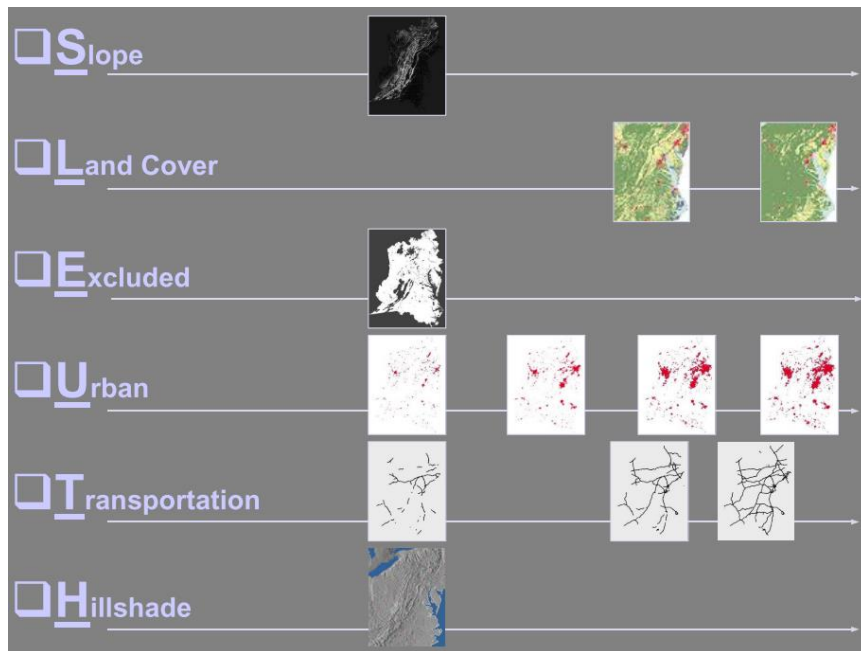 Slope
Land Cover
Excluded
Urban
Transportation
Hillshade